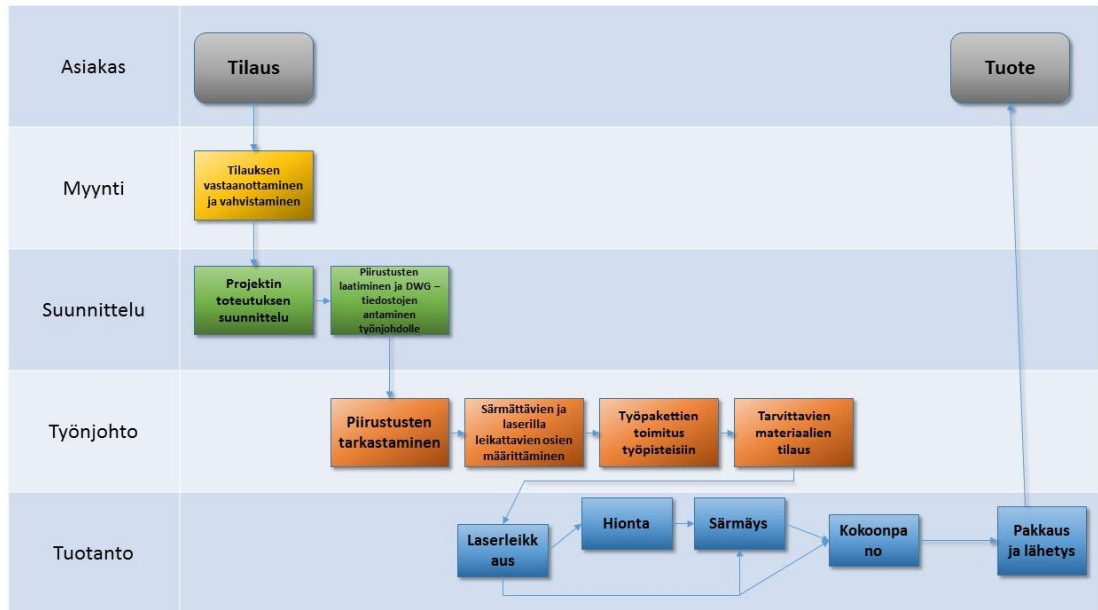 Asiakas
Tilaus
Tuote
Myynti
Tilauksen
vastaanottaminen
ja vahvistaminen
Suunnittelu
Projektin
toteutuksen
suunnittelu
Piirustusten
laatiminen ja DWG –
tiedostojen
antaminen
työnjohdolle
Työnjohto
Piirustusten
tarkastaminen
Särmättävien ja
laserilla
leikattavien osien
määrittäminen
Työpakettien
toimitus
työpisteisiin
Tarvittavien
materiaalien
tilaus
Tuotanto
Laserleikk
aus
Hionta
Särmäys
Kokoonpa
no
Pakkaus
ja lähetys